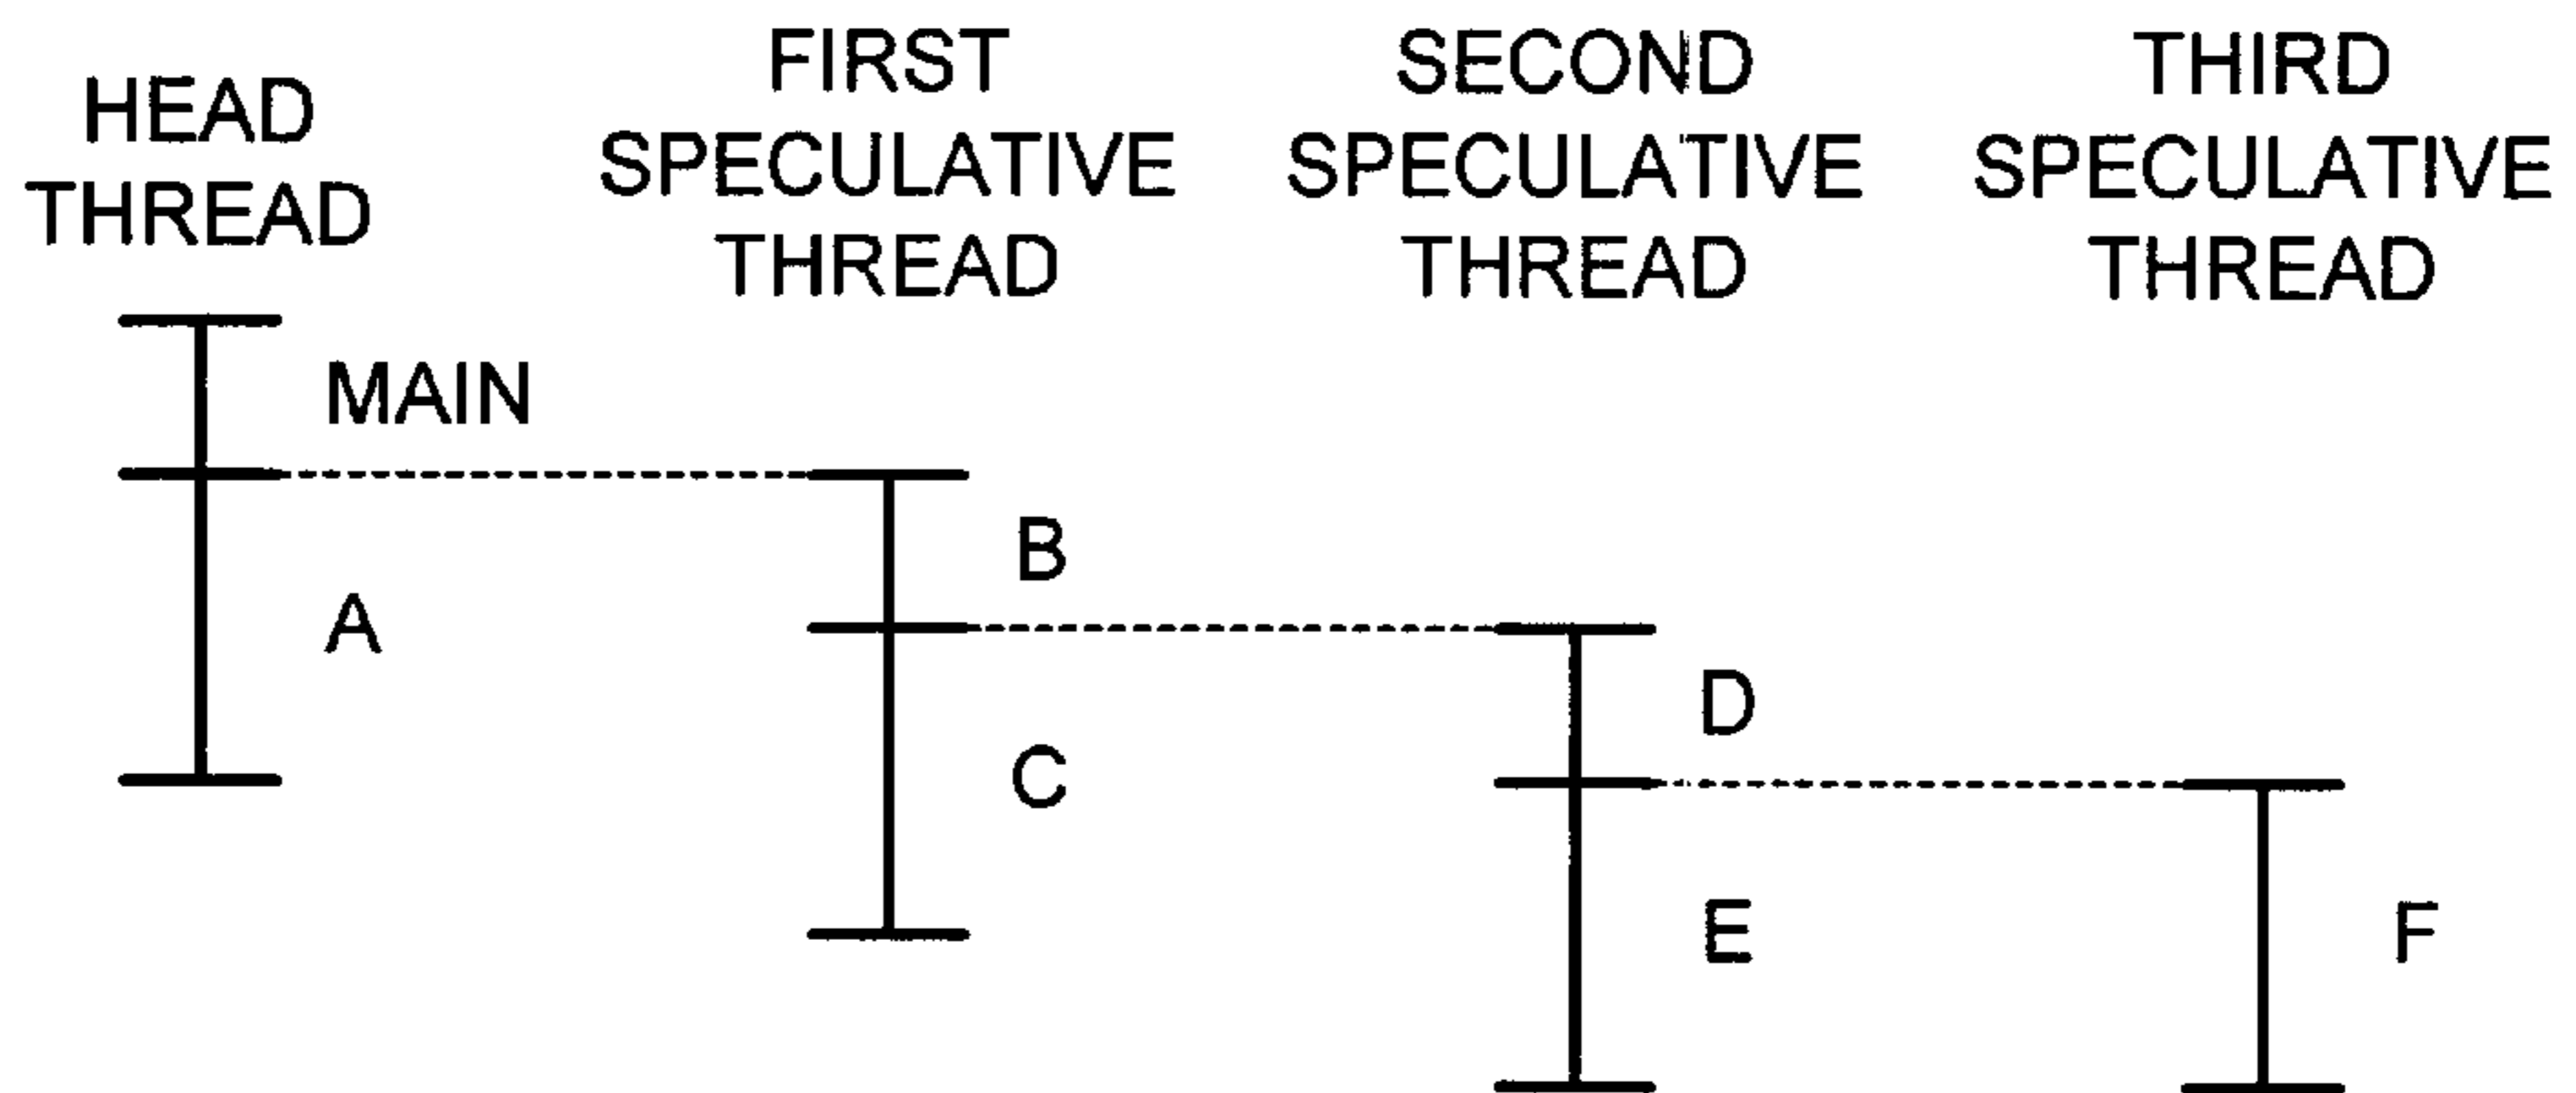 HEAD
THREAD
FIRST
SPECULATIVE
THREAD
SECOND
SPECULATIVE
THREAD
THIRD
SPECULATIVE
THREAD
MAIN
A
B
C
D
E
F